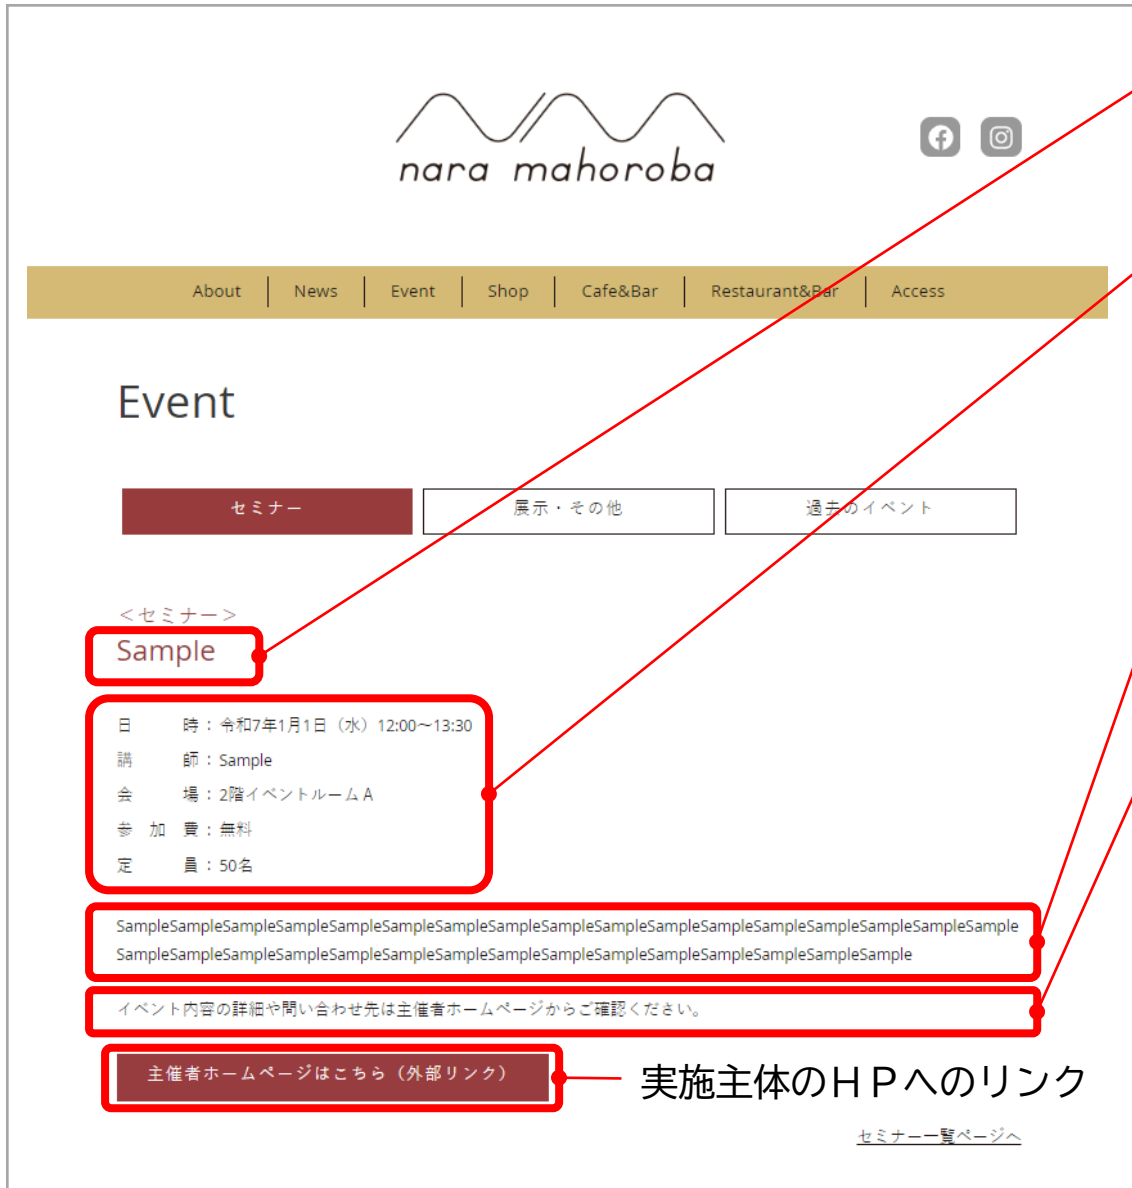 nara mahoroba
About | News | Event | Shop | Cafe&Bar | Restaurant&Bar | Access
Event
セミナー 展示・その他 過去のイベント
＜セミナー＞
Sample
日　　時：令和7年1月1日（水）12:00～13:30
講　　師：Sample
会　　場：2階イベントルームA
参 加 費：無料
定　　員：50名
SampleSampleSampleSampleSampleSampleSampleSampleSampleSampleSampleSampleSampleSampleSampleSampleSample
SampleSampleSampleSampleSampleSampleSampleSampleSampleSampleSampleSampleSampleSampleSample
イベント内容の詳細や問い合わせ先は主催者ホームページからご確認ください。
主催者ホームページはこちら（外部リンク）
実施主体のＨＰへのリンク
セミナー一覧ページへ